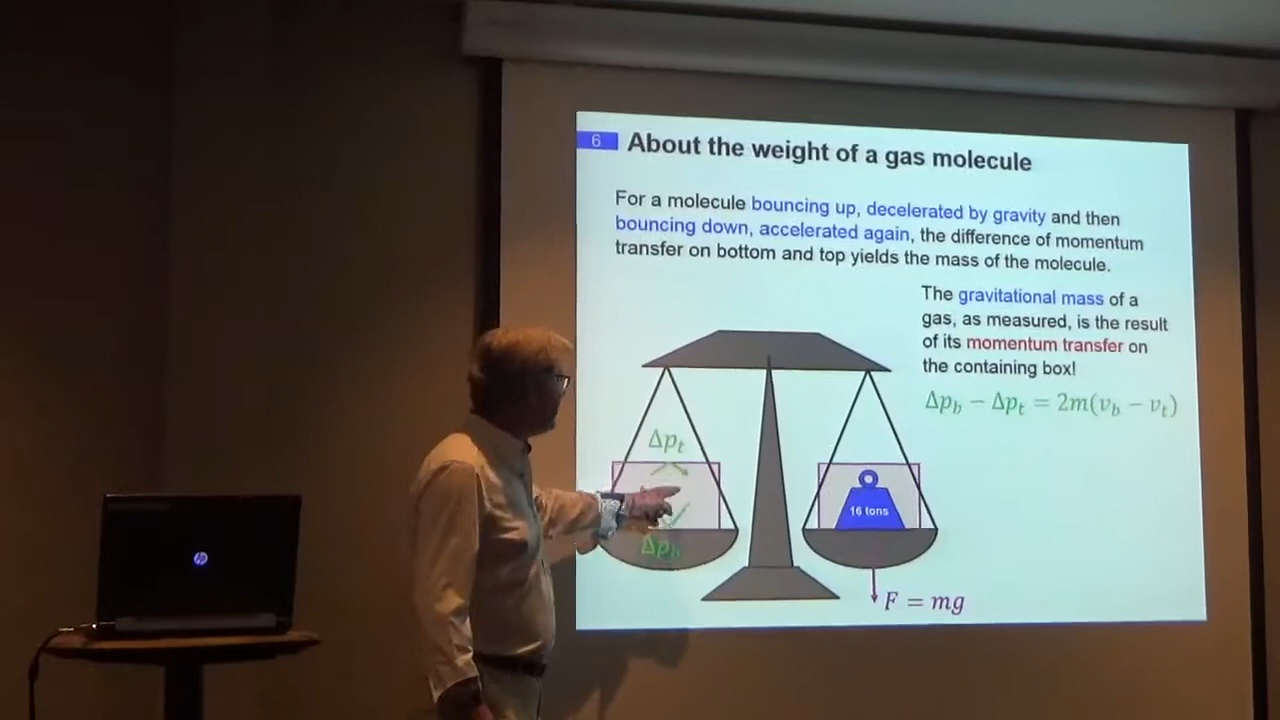 6 About the weight of a gas molecule
For a molecule bouncing up, decelerated by gravity and then
bouncing down, accelerated again, the difference of momentum
transfer on bottom and top yields the mass of the molecule.
The gravitational mass of a
gas, as measured, is the result
of its momentum transfer on
the containing box!
Δp_b − Δp_t = 2m(v_b − v_t)
Δp_t
16 tons
Δp_b
F = mg
hp